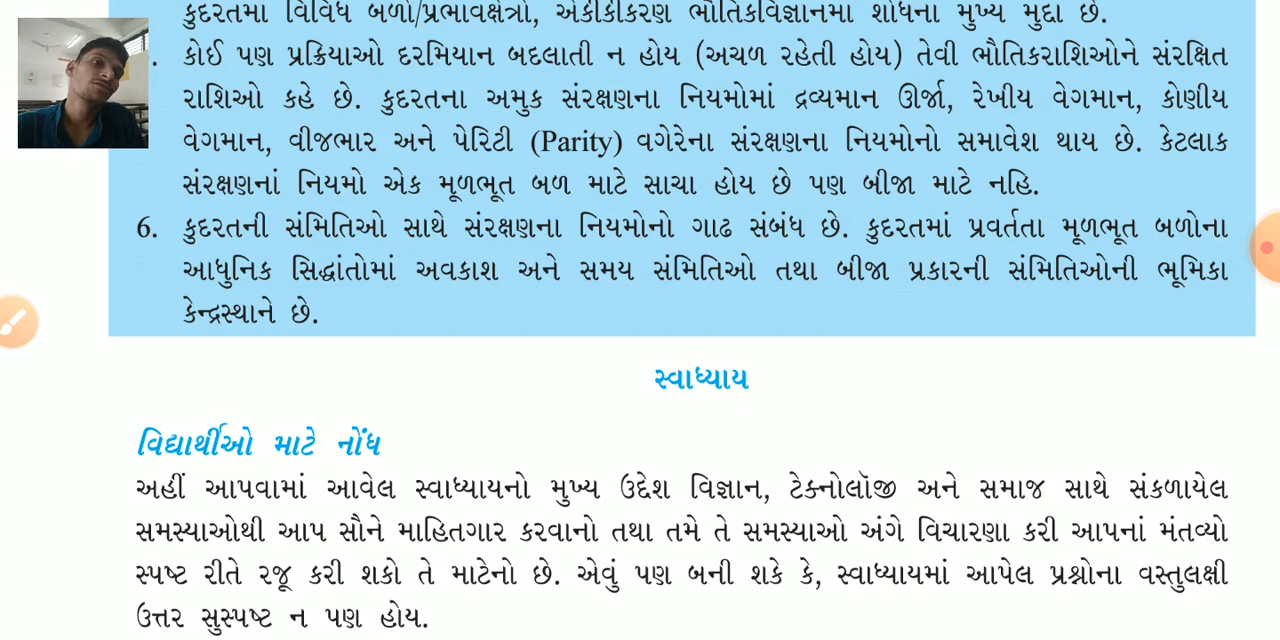 કુદરતમા વિવિધ બળો/પ્રભાવક્ષેત્રો, એકીકીકરણ ભૌતિકવિજ્ઞાનમા શોધના મુખ્ય મુદ્દા છે.
. કોઈ પણ પ્રક્રિયાઓ દરમિયાન બદલાતી ન હોય (અચળ રહેતી હોય) તેવી ભૌતિકરાશિઓને સંરક્ષિત
રાશિઓ કહે છે. કુદરતના અમુક સંરક્ષણના નિયમોમાં દ્રવ્યમાન ઊર્જા, રેખીય વેગમાન, કોણીય
વેગમાન, વીજભાર અને પેરિટી (Parity) વગેરેના સંરક્ષણના નિયમોનો સમાવેશ થાય છે. કેટલાક
સંરક્ષણનાં નિયમો એક મૂળભૂત બળ માટે સાચા હોય છે પણ બીજા માટે નહિ.
6. કુદરતની સંમિતિઓ સાથે સંરક્ષણના નિયમોનો ગાઢ સંબંધ છે. કુદરતમાં પ્રવર્તતા મૂળભૂત બળોના
આધુનિક સિદ્ધાંતોમાં અવકાશ અને સમય સંમિતિઓ તથા બીજા પ્રકારની સંમિતિઓની ભૂમિકા
કેન્દ્રસ્થાને છે.
સ્વાધ્યાય
વિદ્યાર્થીઓ માટે નોંધ
અહીં આપવામાં આવેલ સ્વાધ્યાયનો મુખ્ય ઉદ્દેશ વિજ્ઞાન, ટેક્નોલૉજી અને સમાજ સાથે સંકળાયેલ
સમસ્યાઓથી આપ સૌને માહિતગાર કરવાનો તથા તમે તે સમસ્યાઓ અંગે વિચારણા કરી આપનાં મંતવ્યો
સ્પષ્ટ રીતે રજૂ કરી શકો તે માટેનો છે. એવું પણ બની શકે કે, સ્વાધ્યાયમાં આપેલ પ્રશ્નોના વસ્તુલક્ષી
ઉત્તર સુસ્પષ્ટ ન પણ હોય.